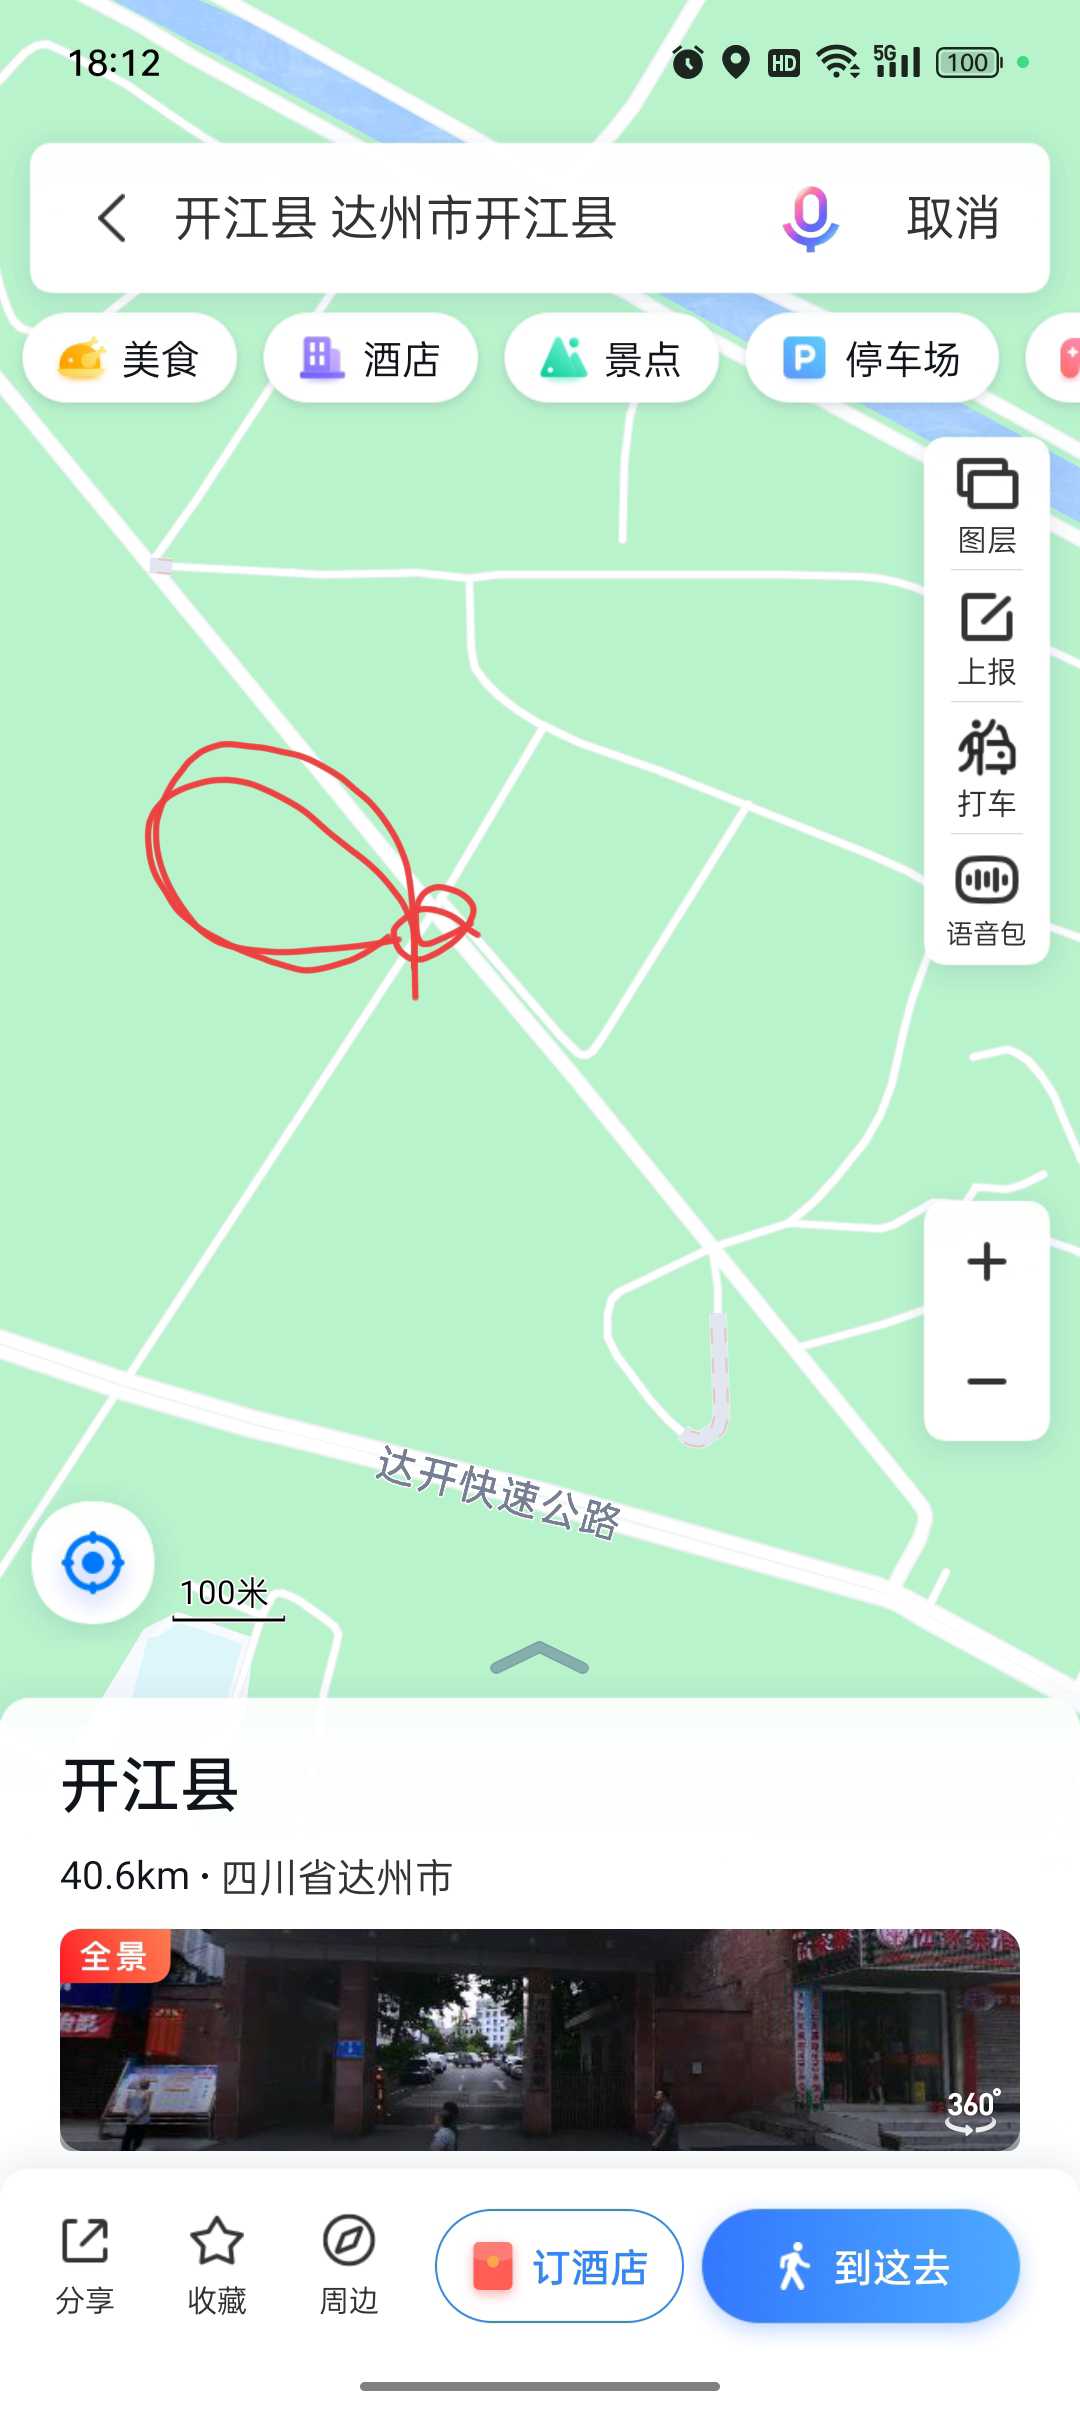 18:12
HD 5G 100
开江县 达州市开江县 取消
美食 酒店 景点 P 停车场
图层
上报
打车
语音包
达开快速公路
100米
开江县
40.6km · 四川省达州市
全景
360°
分享 收藏 周边 订酒店 到这去